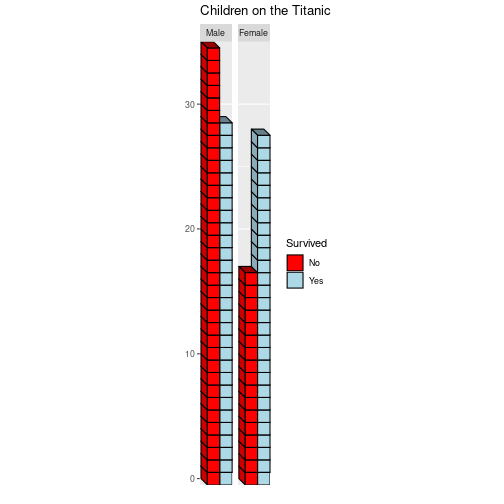 Children on the Titanic
Male Female
30
20
10
0
Survived
No
Yes